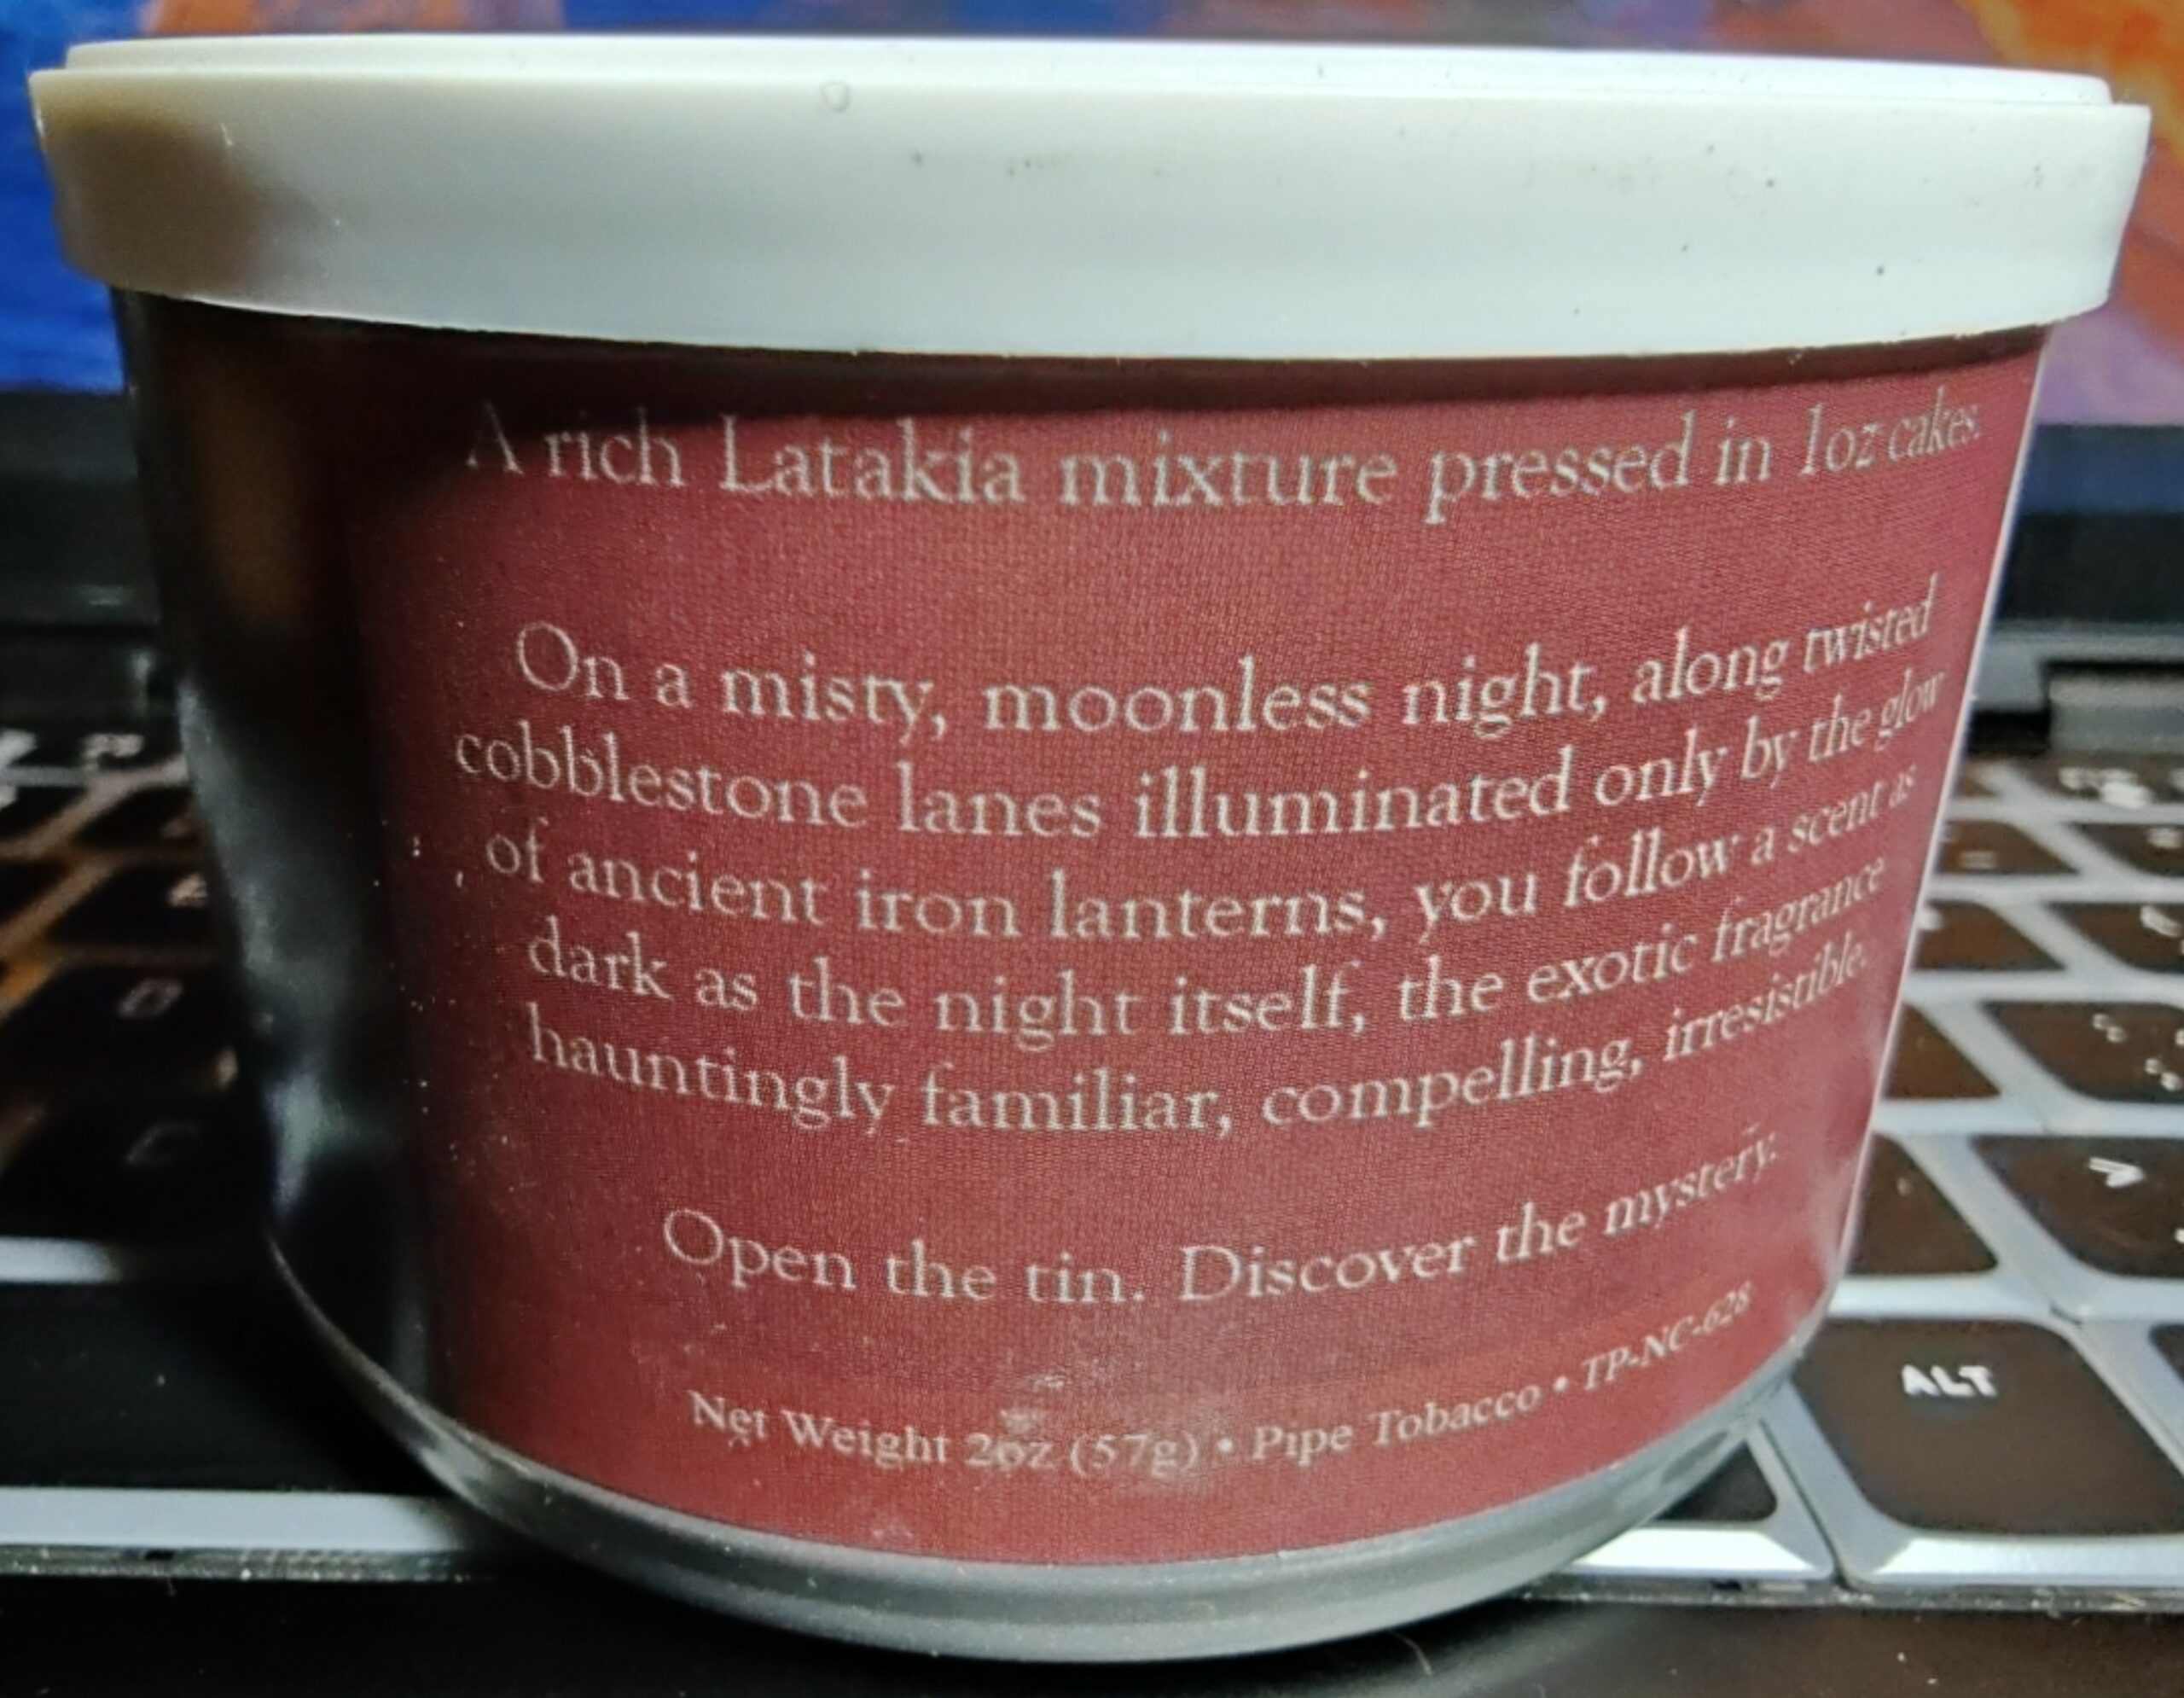 A rich Latakia mixture pressed in 1oz cakes.
On a misty, moonless night, along twisted
cobblestone lanes illuminated only by the glow
of ancient iron lanterns, you follow a scent as
dark as the night itself, the exotic fragrance
hauntingly familiar, compelling, irresistible.
Open the tin. Discover the mystery.
Net Weight 2oz (57g) • Pipe Tobacco • TP-NC-628
ALT